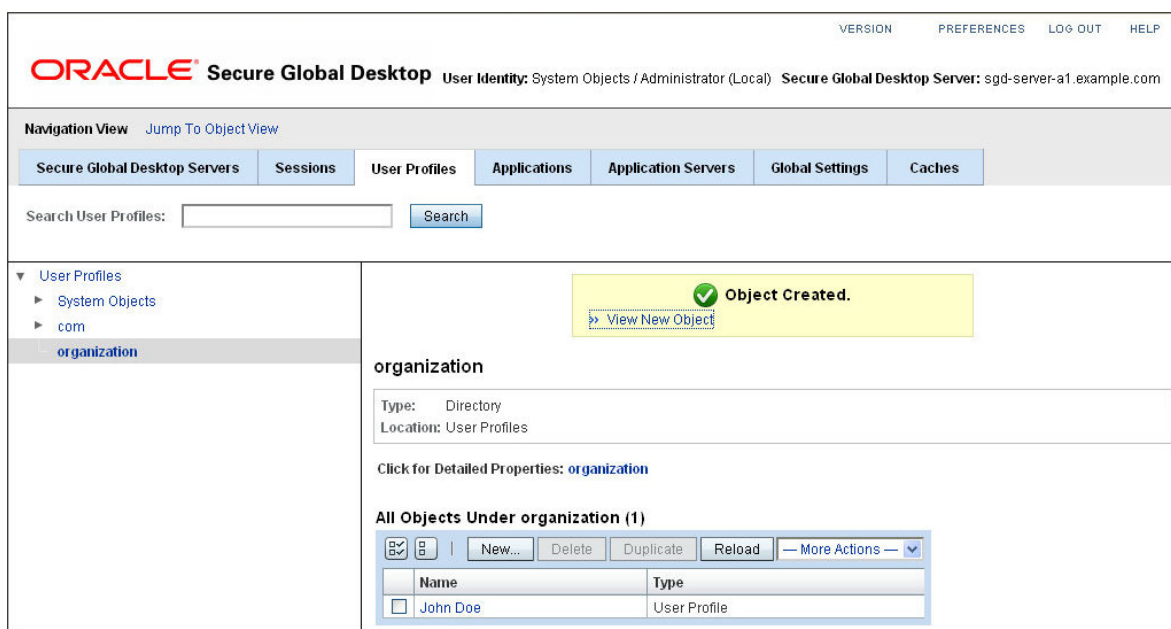 VERSION PREFERENCES LOG OUT HELP
ORACLE Secure Global Desktop User Identity: System Objects / Administrator (Local) Secure Global Desktop Server: sgd-server-a1.example.com
Navigation View Jump To Object View
Secure Global Desktop Servers Sessions User Profiles Applications Application Servers Global Settings Caches
Search User Profiles: Search
User Profiles
System Objects
com
organization
Object Created.
>> View New Object
organization
Type: Directory
Location: User Profiles
Click for Detailed Properties: organization
All Objects Under organization (1)
New... Delete Duplicate Reload — More Actions —
Name Type
John Doe User Profile